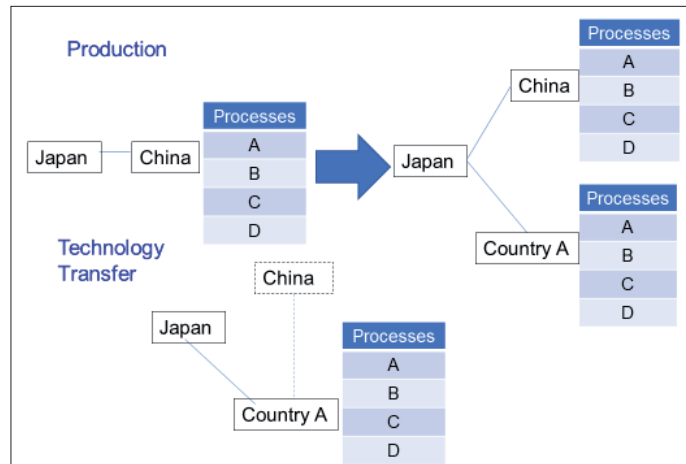 Production
Japan
China
Processes
A
B
C
D
Japan
China
Processes
A
B
C
D
Country A
Processes
A
B
C
D
Technology
Transfer
China
Japan
Country A
Processes
A
B
C
D